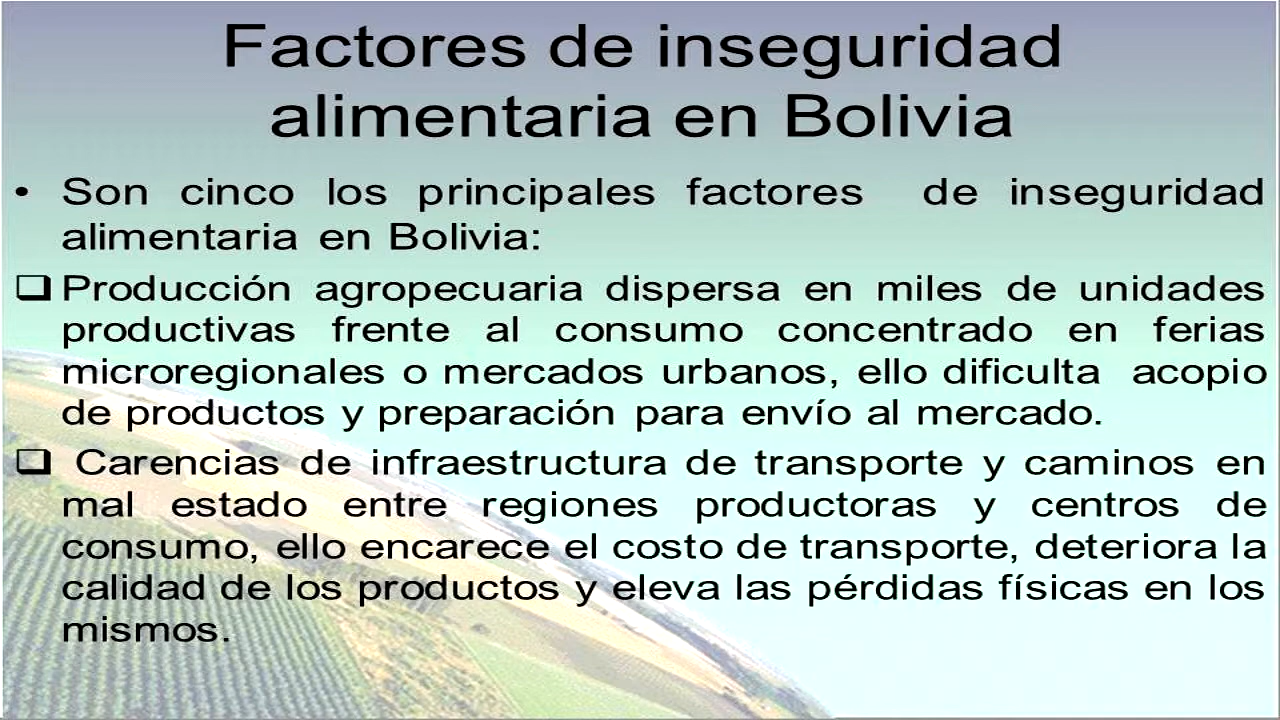 Factores de inseguridad
alimentaria en Bolivia
• Son cinco los principales factores de inseguridad
alimentaria en Bolivia:
❑ Producción agropecuaria dispersa en miles de unidades
productivas frente al consumo concentrado en ferias
microregionales o mercados urbanos, ello dificulta acopio
de productos y preparación para envío al mercado.
❑ Carencias de infraestructura de transporte y caminos en
mal estado entre regiones productoras y centros de
consumo, ello encarece el costo de transporte, deteriora la
calidad de los productos y eleva las pérdidas físicas en los
mismos.